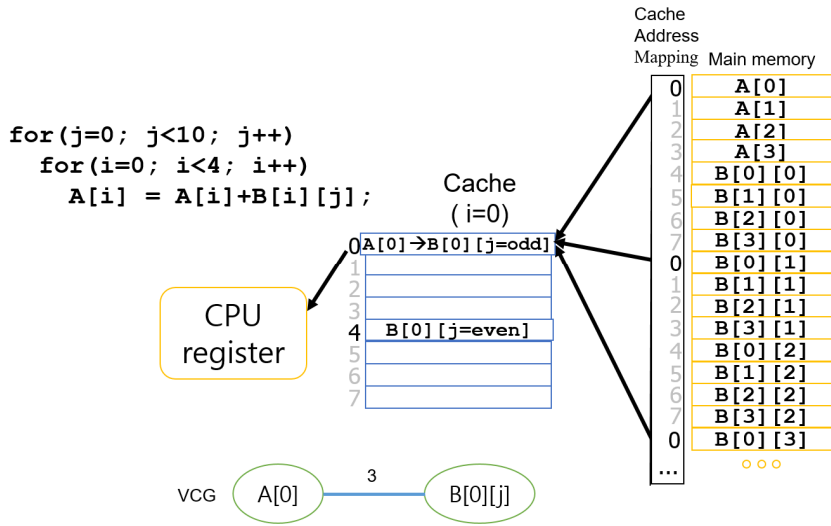 Cache
Address
Mapping
Main memory
for(j=0; j<10; j++)
for(i=0; i<4; i++)
A[i] = A[i]+B[i][j];
Cache
( i=0)
0 A[0]→B[0][j=odd]
1
2
3
4 B[0][j=even]
5
6
7
CPU
register
0 A[0]
1 A[1]
2 A[2]
3 A[3]
4 B[0][0]
5 B[1][0]
6 B[2][0]
7 B[3][0]
0 B[0][1]
1 B[1][1]
2 B[2][1]
3 B[3][1]
4 B[0][2]
5 B[1][2]
6 B[2][2]
7 B[3][2]
0 B[0][3]
...
VCG
A[0]
3
B[0][j]